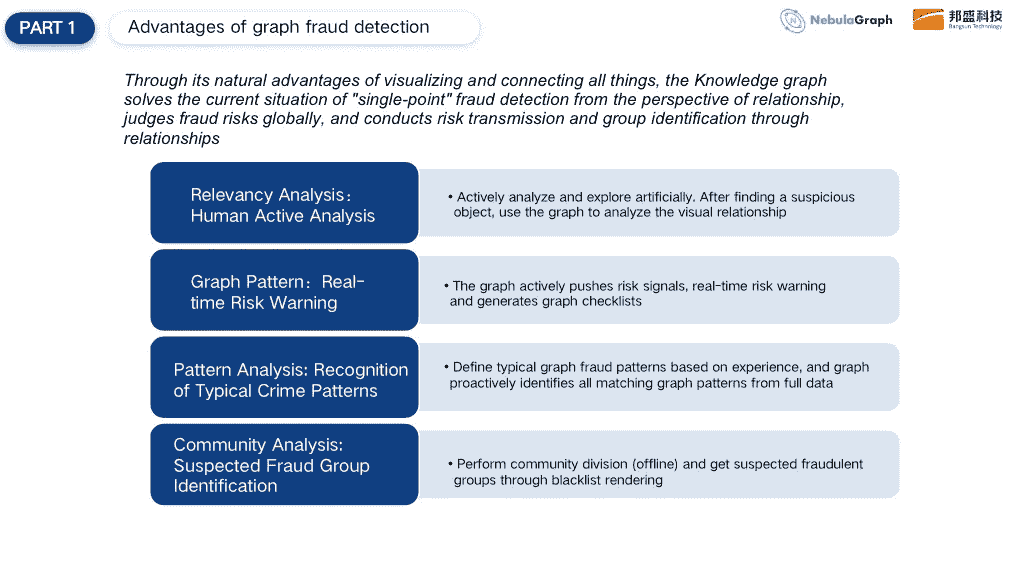 PART 1
Advantages of graph fraud detection
NebulaGraph
邦盛科技
Bangsun Technology
Through its natural advantages of visualizing and connecting all things, the Knowledge graph
solves the current situation of "single-point" fraud detection from the perspective of relationship,
judges fraud risks globally, and conducts risk transmission and group identification through
relationships
Relevancy Analysis：
Human Active Analysis
• Actively analyze and explore artificially. After finding a suspicious
object, use the graph to analyze the visual relationship
Graph Pattern：Real-
time Risk Warning
• The graph actively pushes risk signals, real-time risk warning
and generates graph checklists
Pattern Analysis: Recognition
of Typical Crime Patterns
• Define typical graph fraud patterns based on experience, and graph
proactively identifies all matching graph patterns from full data
Community Analysis:
Suspected Fraud Group
Identification
• Perform community division (offline) and get suspected fraudulent
groups through blacklist rendering